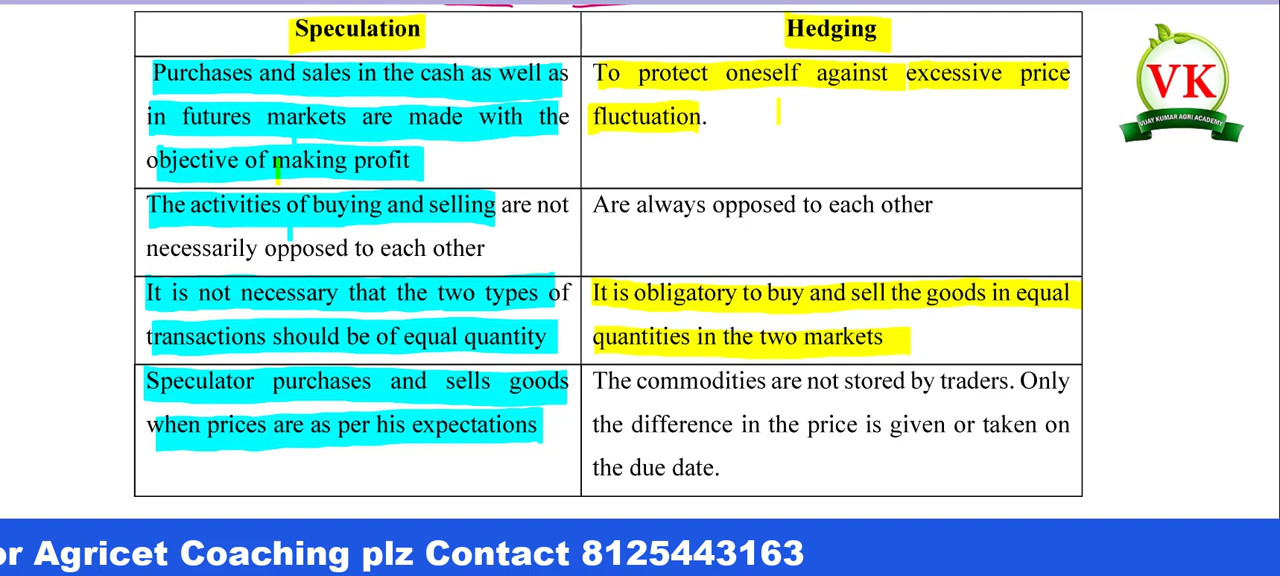 Speculation
Hedging
Purchases and sales in the cash as well as
in futures markets are made with the
objective of making profit
To protect oneself against excessive price
fluctuation.
The activities of buying and selling are not
necessarily opposed to each other
Are always opposed to each other
It is not necessary that the two types of
transactions should be of equal quantity
It is obligatory to buy and sell the goods in equal
quantities in the two markets
Speculator purchases and sells goods
when prices are as per his expectations
The commodities are not stored by traders. Only
the difference in the price is given or taken on
the due date.
VK
VIJAY KUMAR AGRI ACADEMY
or Agricet Coaching plz Contact 8125443163